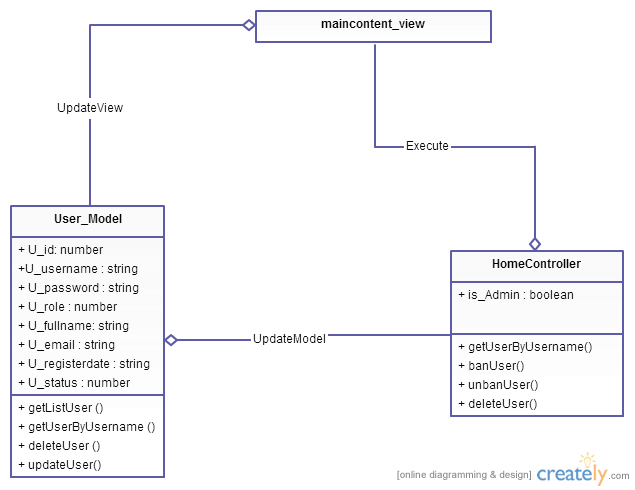 maincontent_view
UpdateView
Execute
User_Model
+ U_id: number
+U_username : string
+ U_password : string
+ U_role : number
+ U_fullname: string
+ U_email : string
+ U_registerdate : string
+ U_status : number
+ getListUser ()
+ getUserByUsername ()
+ deleteUser ()
+ updateUser()
UpdateModel
HomeController
+ is_Admin : boolean
+ getUserByUsername()
+ banUser()
+ unbanUser()
+ deleteUser()
[online diagramming & design] creately.com